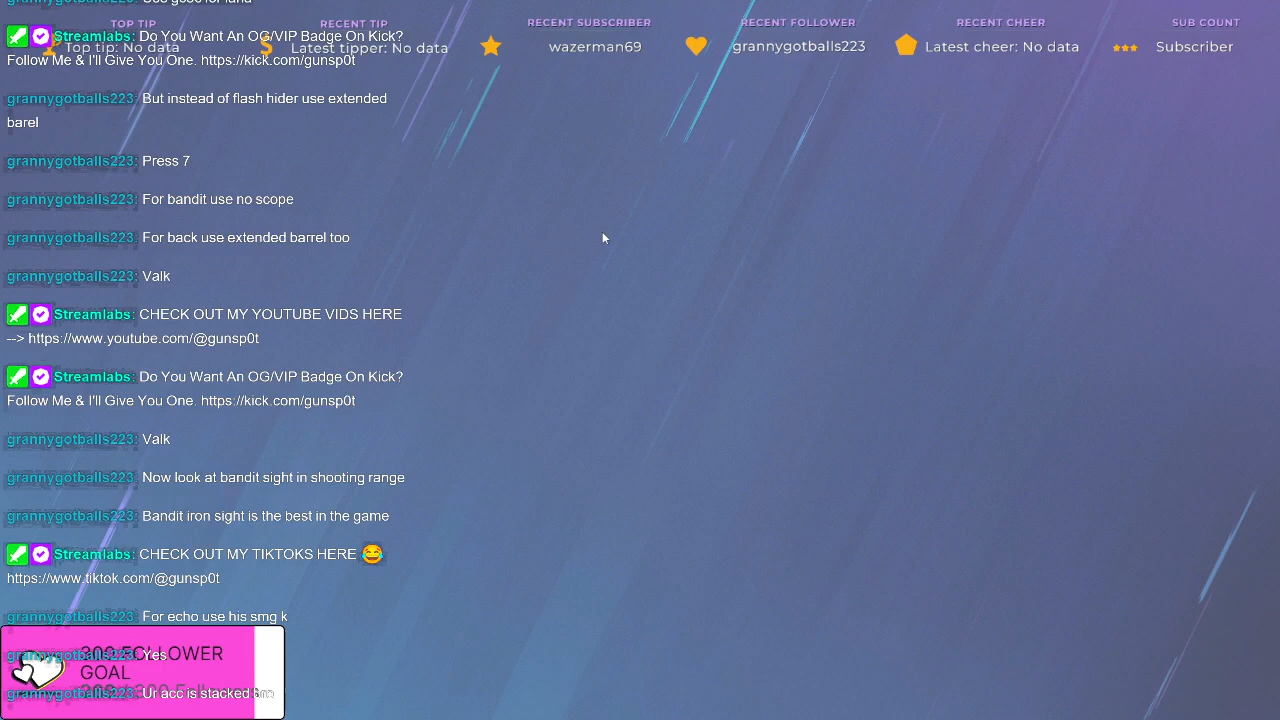 TOP TIP
Top tip: No data
RECENT TIP
Latest tipper: No data
RECENT SUBSCRIBER
wazerman69
RECENT FOLLOWER
grannygotballs223
RECENT CHEER
Latest cheer: No data
SUB COUNT
Subscriber
Streamlabs: Do You Want An OG/VIP Badge On Kick?
Follow Me & I'll Give You One. https://kick.com/gunsp0t
grannygotballs223: But instead of flash hider use extended
barel
grannygotballs223: Press 7
grannygotballs223: For bandit use no scope
grannygotballs223: For back use extended barrel too
grannygotballs223: Valk
Streamlabs: CHECK OUT MY YOUTUBE VIDS HERE
--> https://www.youtube.com/@gunsp0t
Streamlabs: Do You Want An OG/VIP Badge On Kick?
Follow Me & I'll Give You One. https://kick.com/gunsp0t
grannygotballs223: Valk
grannygotballs223: Now look at bandit sight in shooting range
grannygotballs223: Bandit iron sight is the best in the game
Streamlabs: CHECK OUT MY TIKTOKS HERE 😂
https://www.tiktok.com/@gunsp0t
grannygotballs223: For echo use his smg k
grannygotballs223: Yes
300 FOLLOWER
GOAL
grannygotballs223: Ur acc is stacked